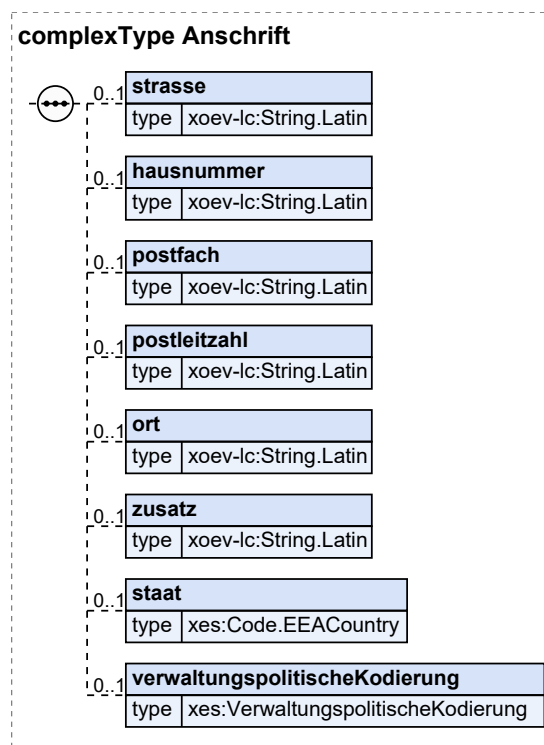 complexType Anschrift
0..1 strasse
type xoev-lc:String.Latin
0..1 hausnummer
type xoev-lc:String.Latin
0..1 postfach
type xoev-lc:String.Latin
0..1 postleitzahl
type xoev-lc:String.Latin
0..1 ort
type xoev-lc:String.Latin
0..1 zusatz
type xoev-lc:String.Latin
0..1 staat
type xes:Code.EEACountry
0..1 verwaltungspolitischeKodierung
type xes:VerwaltungspolitischeKodierung